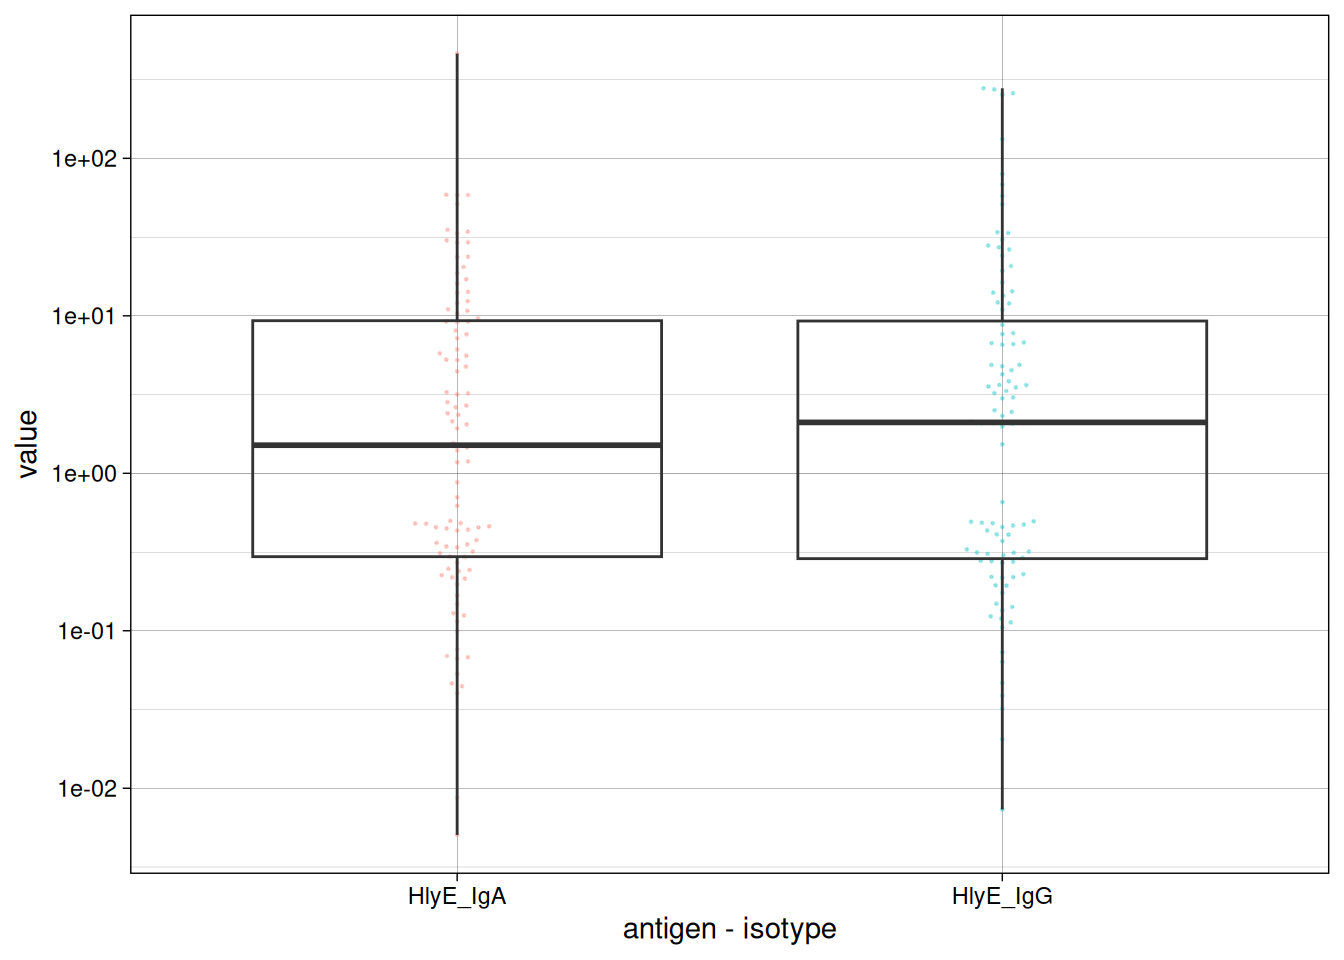 1e+02
1e+01
1e+00
1e-01
1e-02
value
HlyE_IgA
HlyE_IgG
antigen - isotype